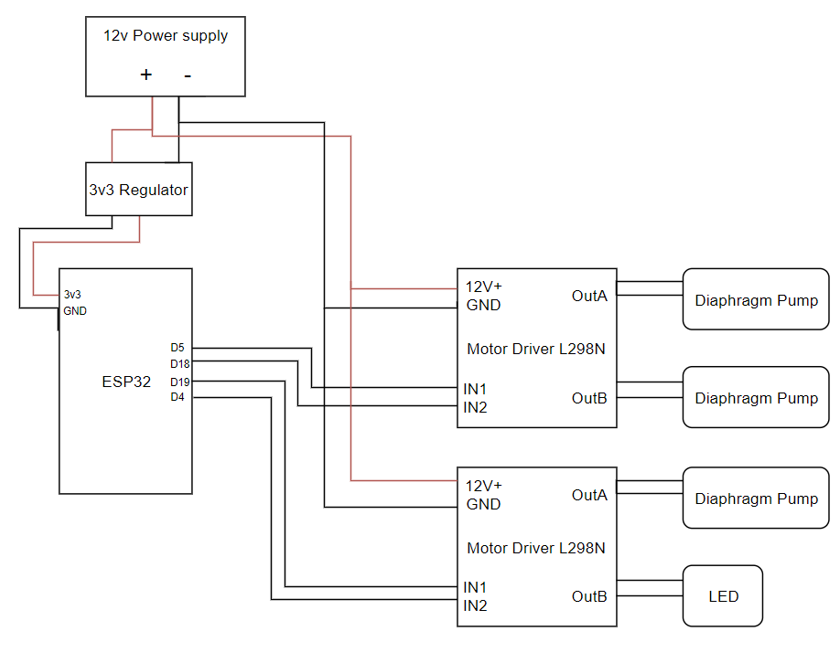 12v Power supply
+ -
3v3 Regulator
3v3
GND
ESP32
D5
D18
D19
D4
12V+
GND
OutA
Motor Driver L298N
IN1
IN2
OutB
Diaphragm Pump
Diaphragm Pump
12V+
GND
OutA
Motor Driver L298N
IN1
IN2
OutB
Diaphragm Pump
LED